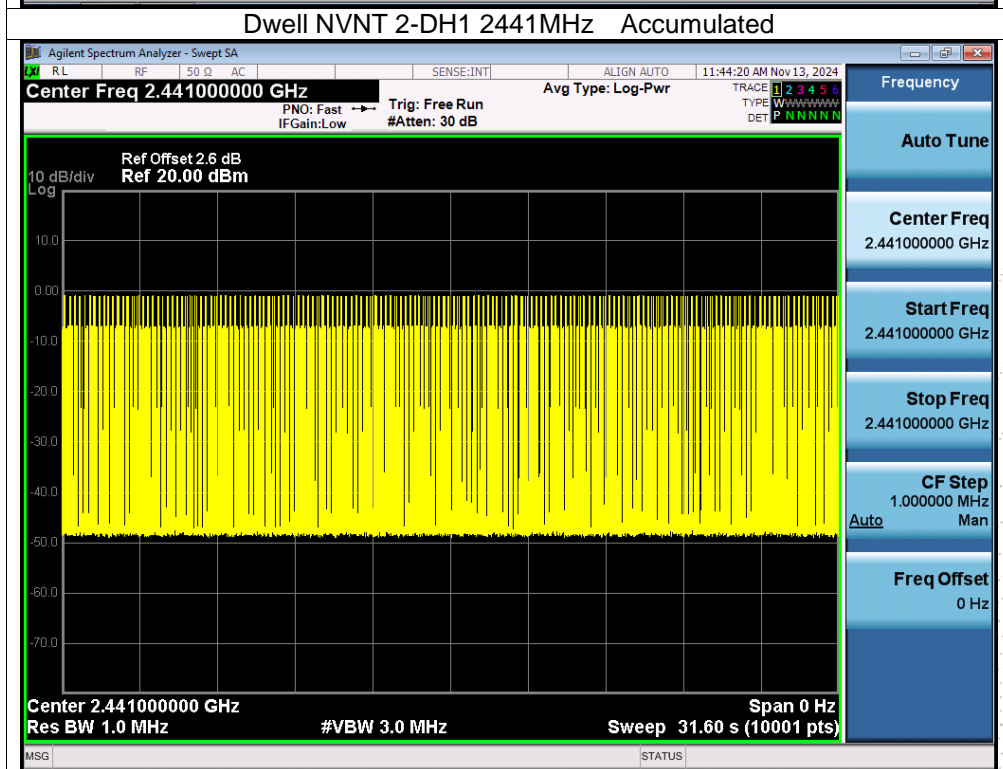 Dwell NVNT 2-DH1 2441MHz Accumulated
Agilent Spectrum Analyzer - Swept SA
LXI RL RF 50 Ω AC SENSE:INT ALIGN AUTO 11:44:20 AM Nov 13, 2024
Center Freq 2.441000000 GHz
PNO: Fast
IFGain:Low
Trig: Free Run
#Atten: 30 dB
Avg Type: Log-Pwr
TRACE 1 2 3 4 5 6
TYPE WWWWWWW
DET P N N N N N
Ref Offset 2.6 dB
10 dB/div Ref 20.00 dBm
Log
10.0
0.00
-10.0
-20.0
-30.0
-40.0
-50.0
-60.0
-70.0
Center 2.441000000 GHz Span 0 Hz
Res BW 1.0 MHz #VBW 3.0 MHz Sweep 31.60 s (10001 pts)
MSG STATUS
Frequency
Auto Tune
Center Freq
2.441000000 GHz
Start Freq
2.441000000 GHz
Stop Freq
2.441000000 GHz
CF Step
1.000000 MHz
Auto Man
Freq Offset
0 Hz